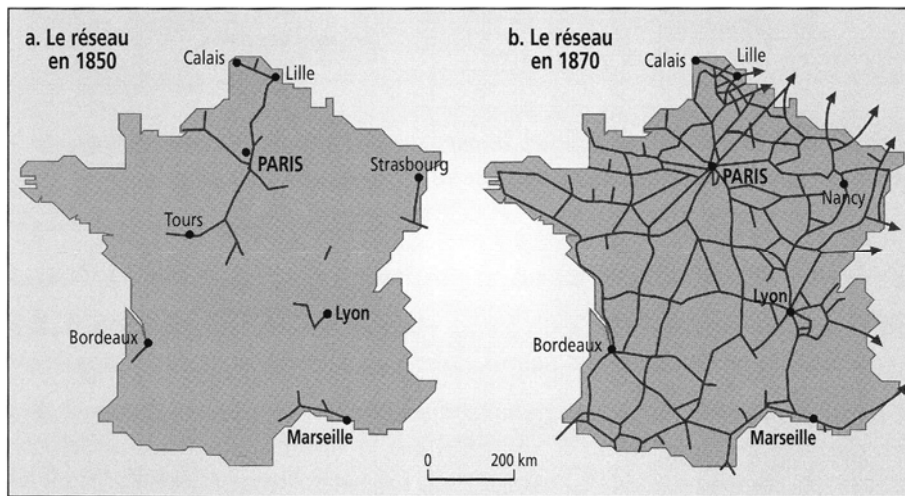 a. Le réseau
en 1850
Calais
Lille
PARIS
Strasbourg
Tours
Lyon
Bordeaux
Marseille
b. Le réseau
en 1870
Calais
Lille
PARIS
Nancy
Lyon
Bordeaux
Marseille
0 200 km